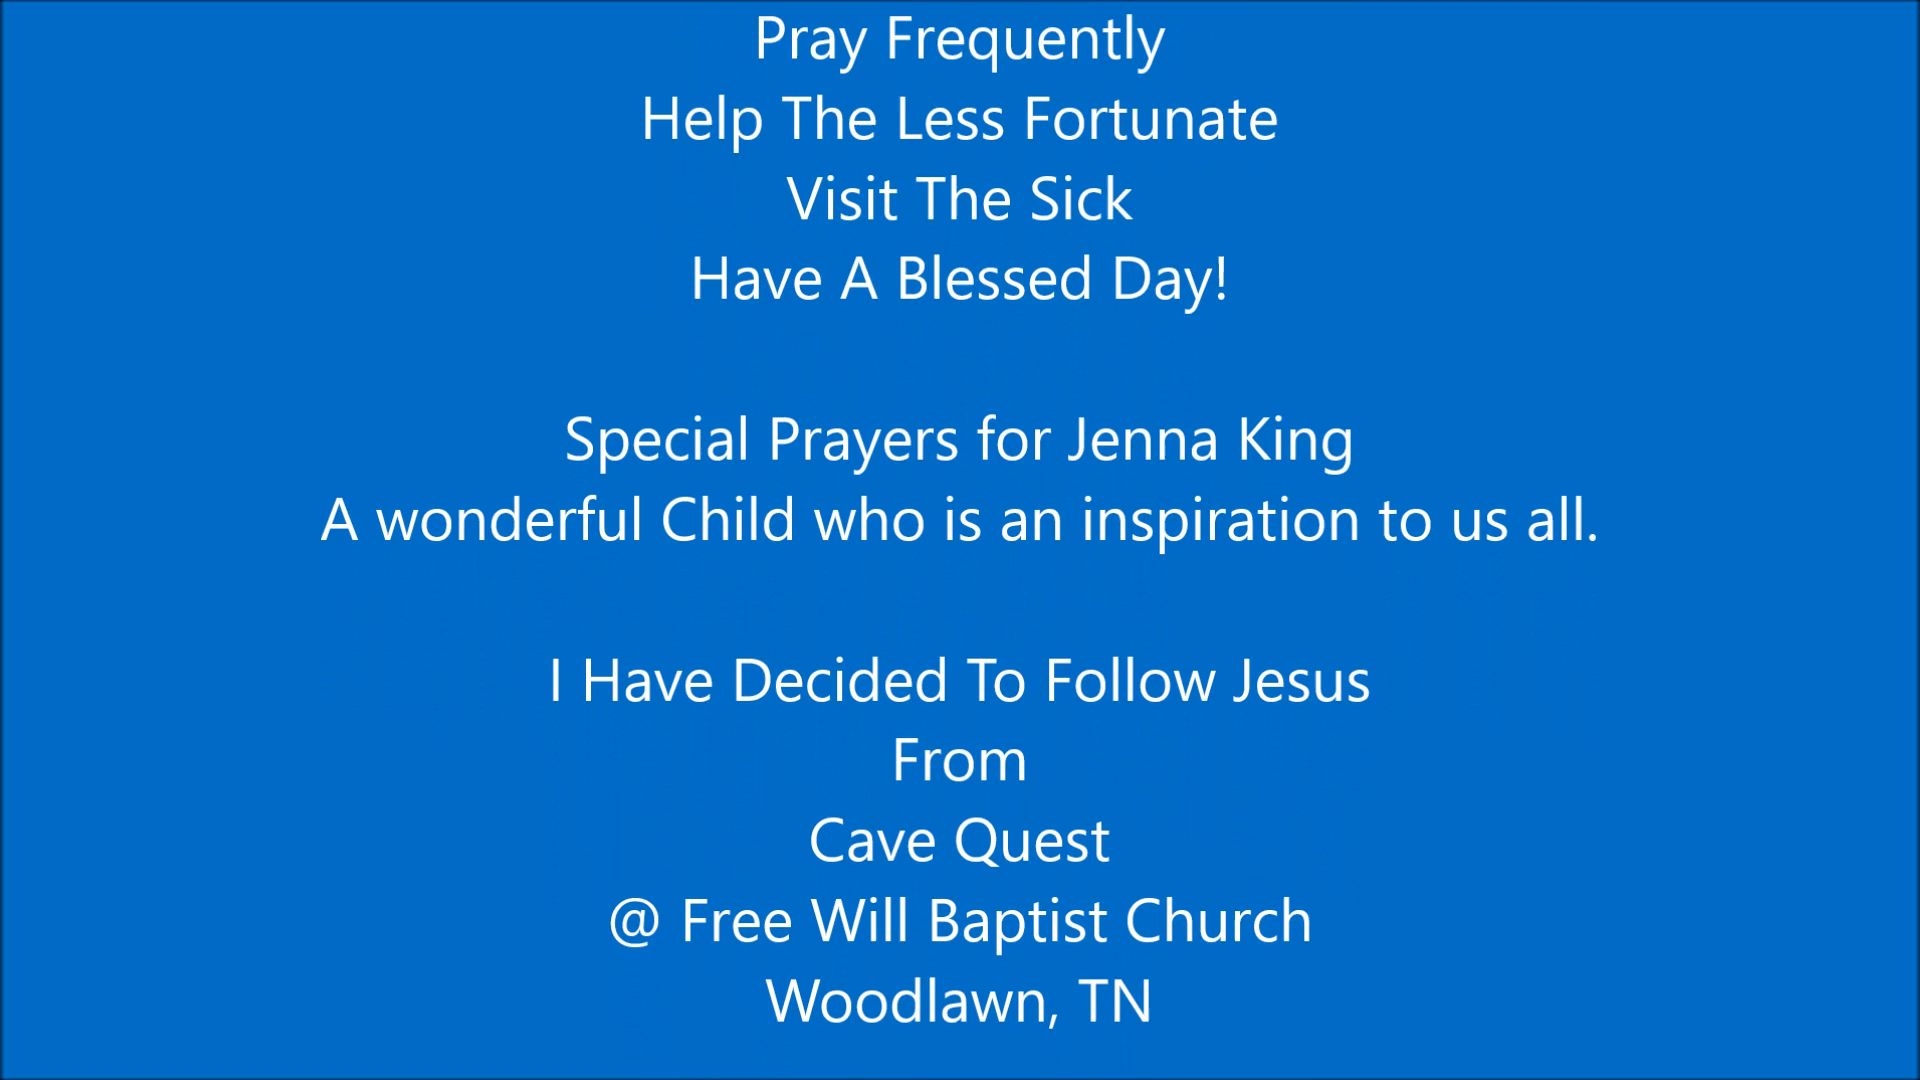 Pray Frequently
Help The Less Fortunate
Visit The Sick
Have A Blessed Day!
Special Prayers for Jenna King
A wonderful Child who is an inspiration to us all.
I Have Decided To Follow Jesus
From
Cave Quest
@ Free Will Baptist Church
Woodlawn, TN